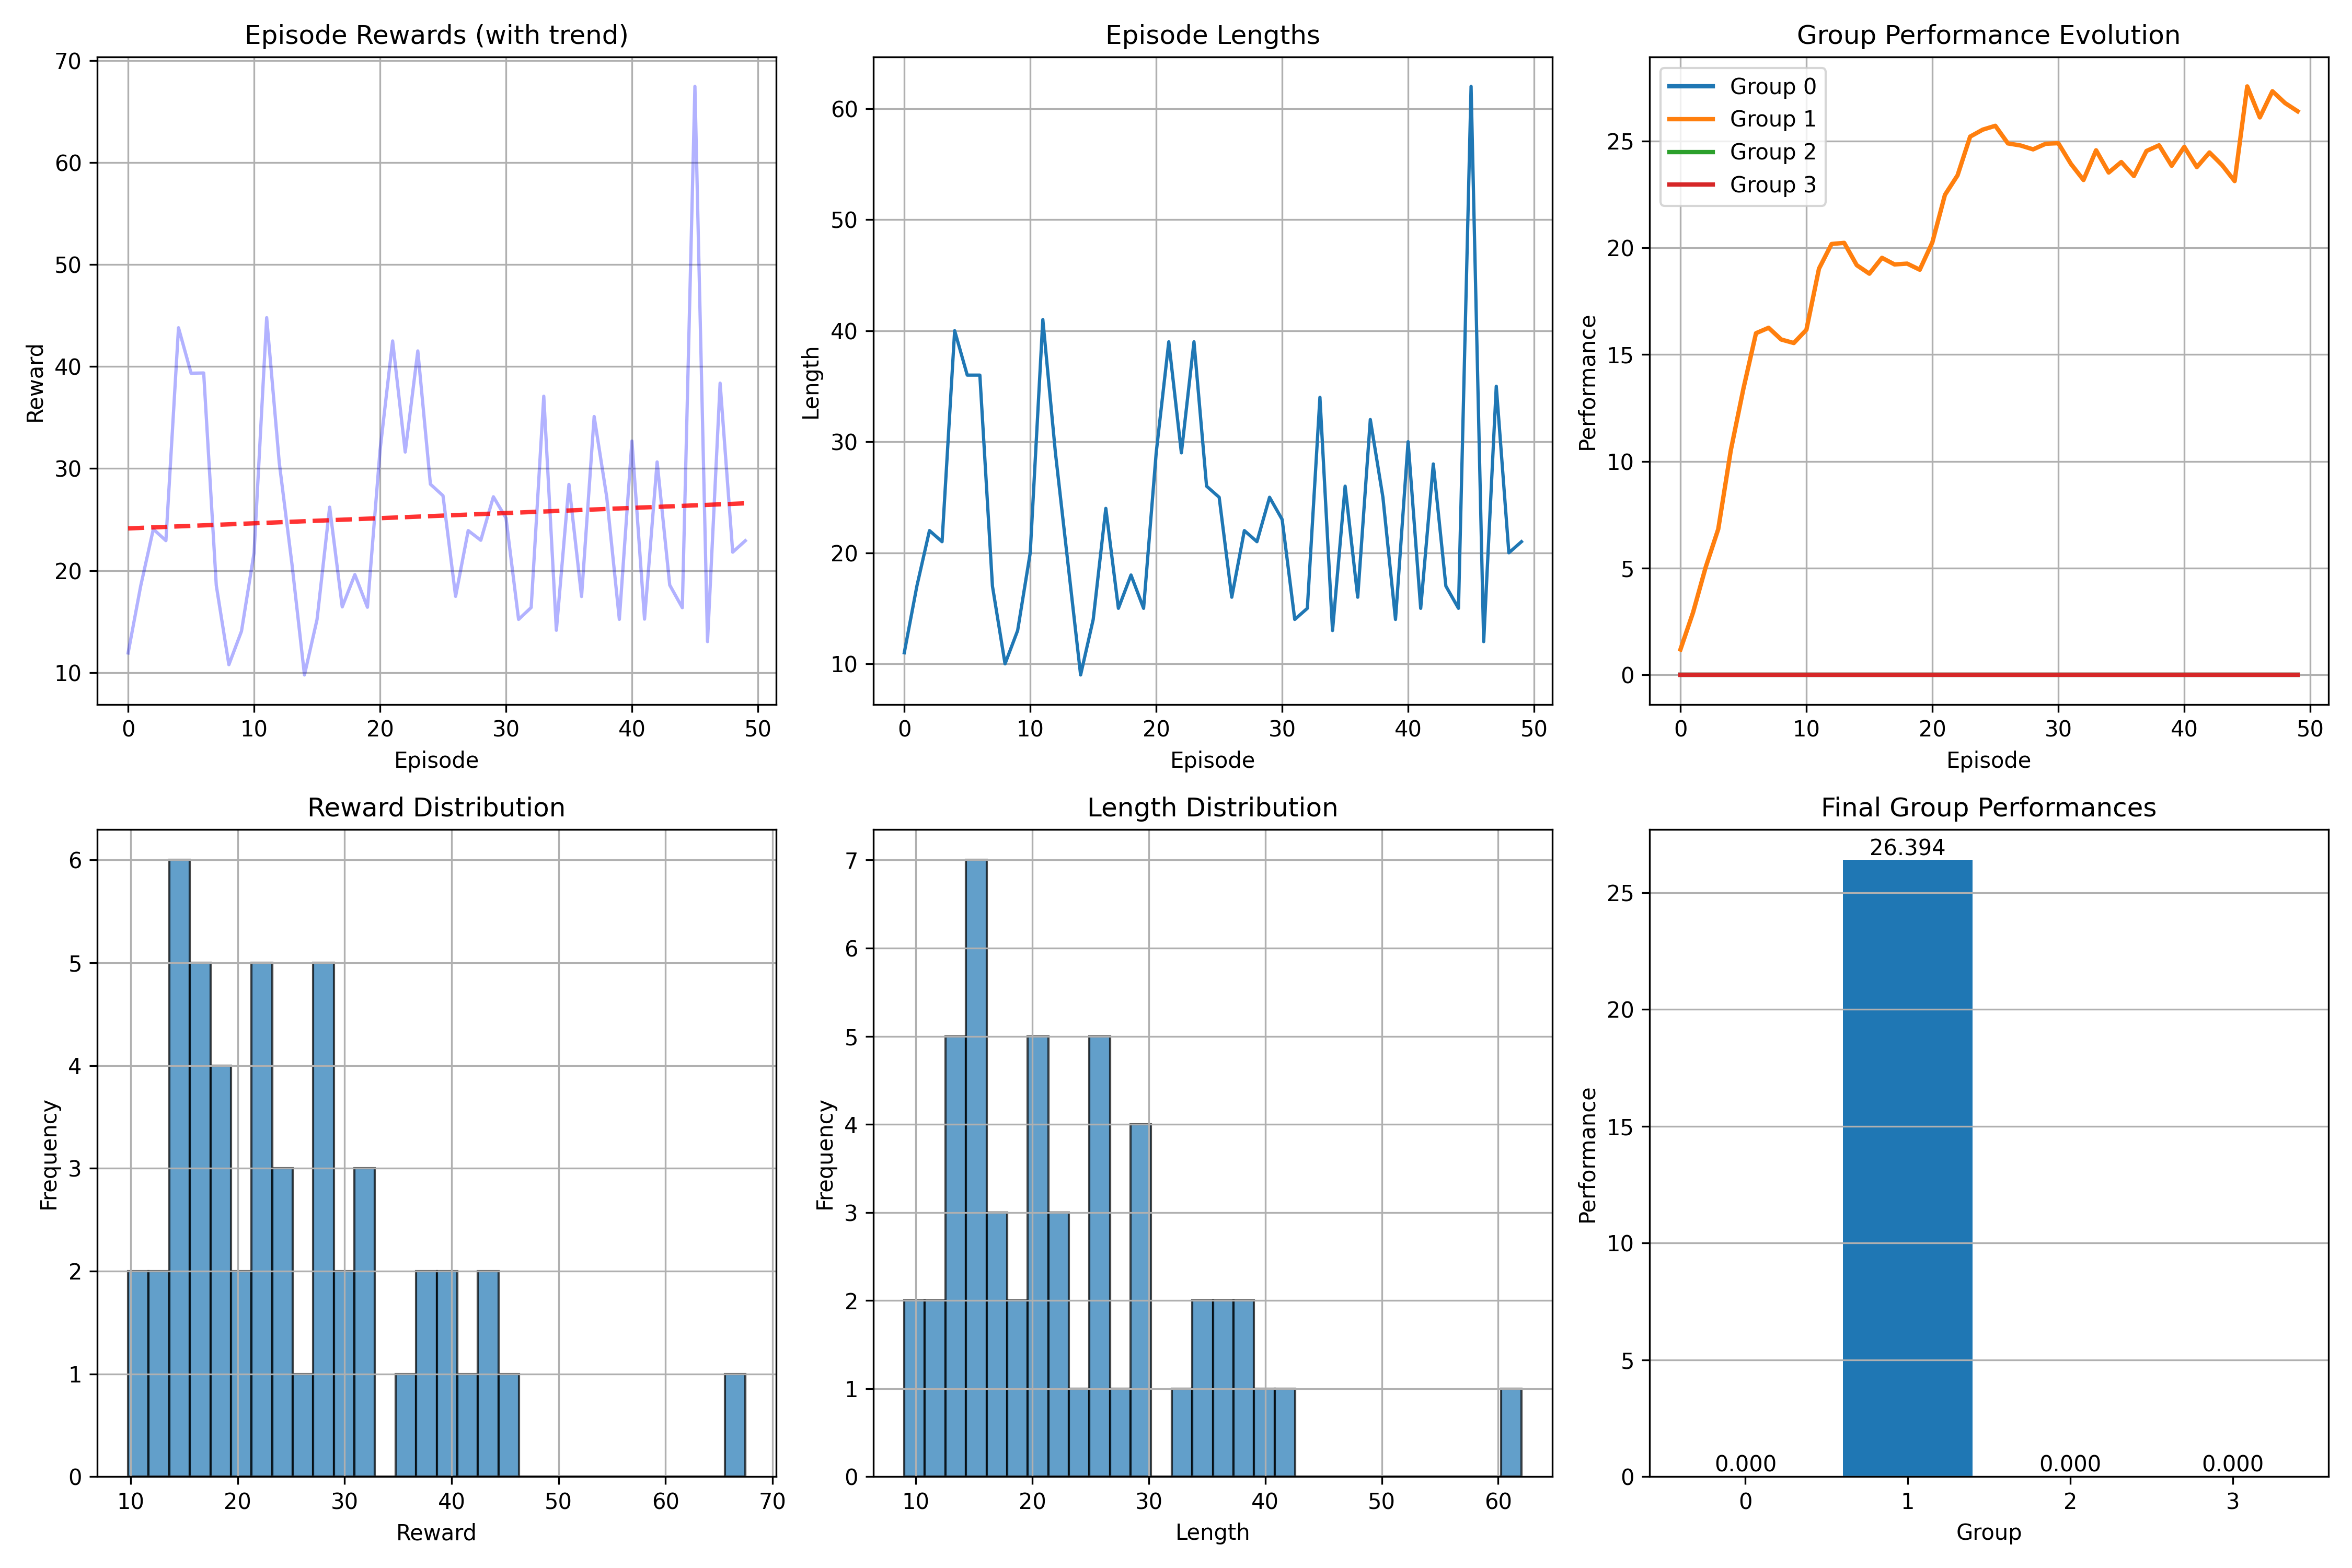 Episode Rewards (with trend)
70
60
50
40
30
20
10
Reward
0 10 20 30 40 50
Episode
Episode Lengths
60
50
40
30
20
10
Length
0 10 20 30 40 50
Episode
Group Performance Evolution
Group 0
Group 1
Group 2
Group 3
25
20
15
10
5
0
Performance
0 10 20 30 40 50
Episode
Reward Distribution
6
5
4
3
2
1
0
Frequency
10 20 30 40 50 60 70
Reward
Length Distribution
7
6
5
4
3
2
1
0
Frequency
10 20 30 40 50 60
Length
Final Group Performances
26.394
25
20
15
10
5
0
Performance
0.000 0.000 0.000
0 1 2 3
Group